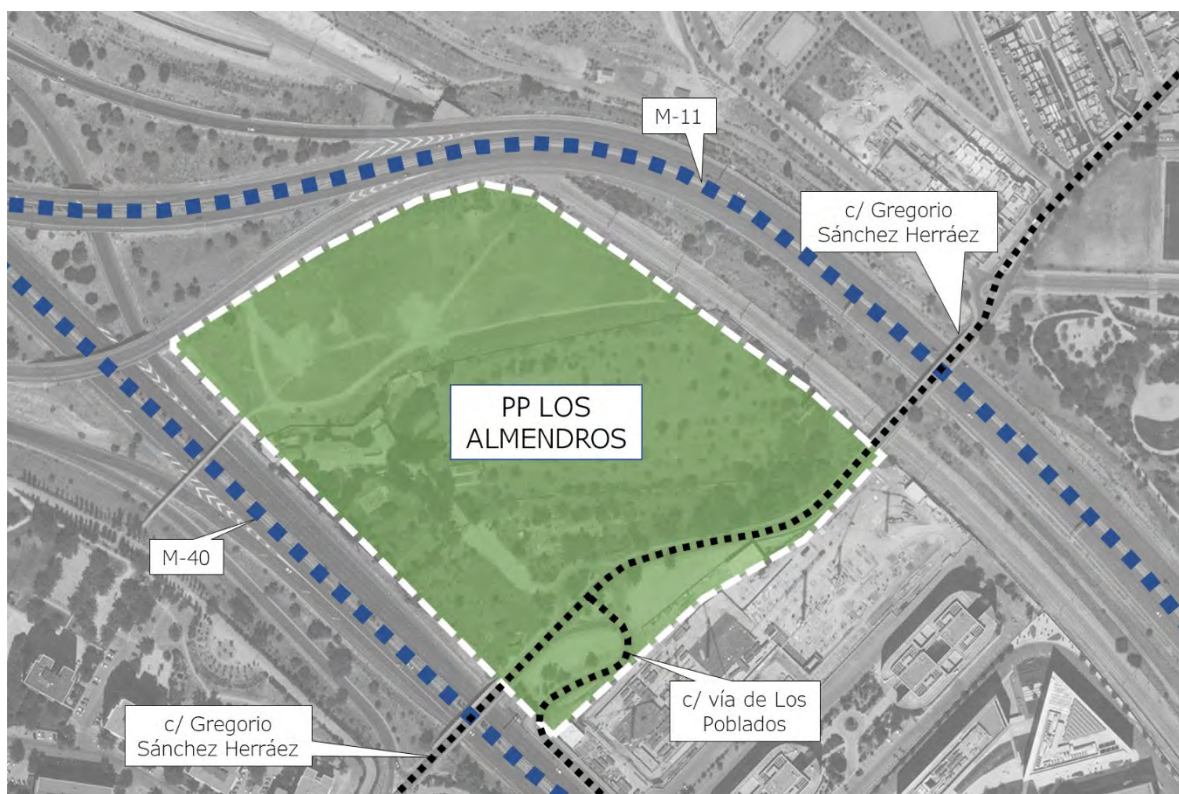 M-11
c/ Gregorio
Sánchez Herráez
PP LOS
ALMENDROS
M-40
c/ vía de Los
Poblados
c/ Gregorio
Sánchez Herráez